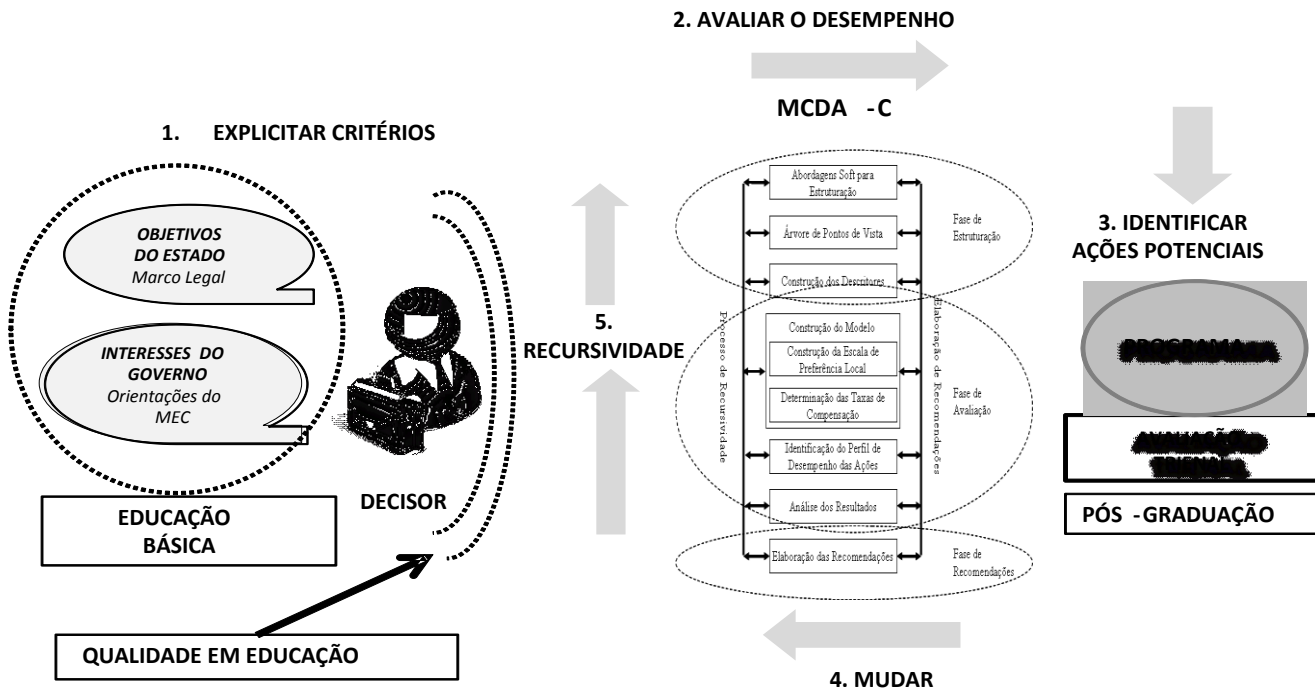 2. AVALIAR O DESEMPENHO
MCDA -C
1. EXPLICITAR CRITÉRIOS
OBJETIVOS
DO ESTADO
Marco Legal
INTERESSES DO
GOVERNO
Orientações do
MEC
EDUCAÇÃO
BÁSICA
DECISOR
QUALIDADE EM EDUCAÇÃO
5.
RECURSIVIDADE
Processo de Recursividade
Abordagens Soft para
Estruturação
Árvore de Pontos de Vista
Construção dos Descritores
Fase de
Estruturação
Construção do Modelo
Construção da Escala de
Preferência Local
Determinação das Taxas de
Compensação
Identificação do Perfil de
Desempenho das Ações
Análise dos Resultados
Fase de
Avaliação
Elaboração das Recomendações
Fase de
Recomendações
Elaboração de Recomendações
3. IDENTIFICAR
AÇÕES POTENCIAIS
AVALIAÇÃO
PÓS -GRADUAÇÃO
4. MUDAR